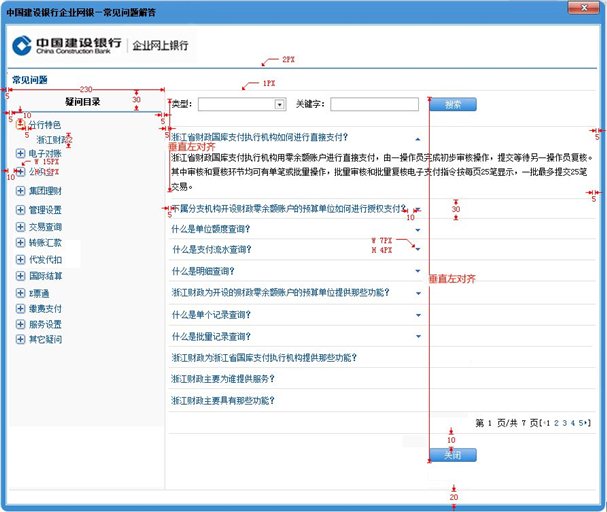 中国建设银行企业网银—常见问题解答
中国建设银行 企业网上银行
China Construction Bank
2PX
常见问题
1PX
230
疑问目录
30
类型:
关键字:
搜索
5
5
5
5
10
分行特色
5
5
浙江财政
2
电子对账
W 15PX
10
集团理财
管理设置
交易查询
转账汇款
代发代扣
国际结算
E票通
缴费支付
服务设置
其它疑问
浙江省财政国库支付执行机构如何进行直接支付?
垂直左对齐
浙江省财政国库支付执行机构用零余额账户进行直接支付，由一操作员完成初步审核操作，提交等待另一操作员复核。
其中审核和复核环节均可有单笔或批量操作，批量审核和批量复核电子支付指令按每页25笔显示，一批最多提交25笔
交易。
5
下属分支机构开设财政零余额账户的预算单位如何进行授权支付?
10
30
5
5
什么是单位额度查询?
什么是支付流水查询?
W 7PX
H 4PX
什么是明细查询?
垂直左对齐
浙江财政为开设的财政零余额账户的预算单位提供那些功能?
什么是单个记录查询?
什么是批量记录查询?
浙江财政为浙江省国库支付执行机构提供那些功能?
浙江财政主要为谁提供服务?
浙江财政主要具有那些功能?
第 1 页/共 7 页[1 2 3 4 5]
10
关闭
20